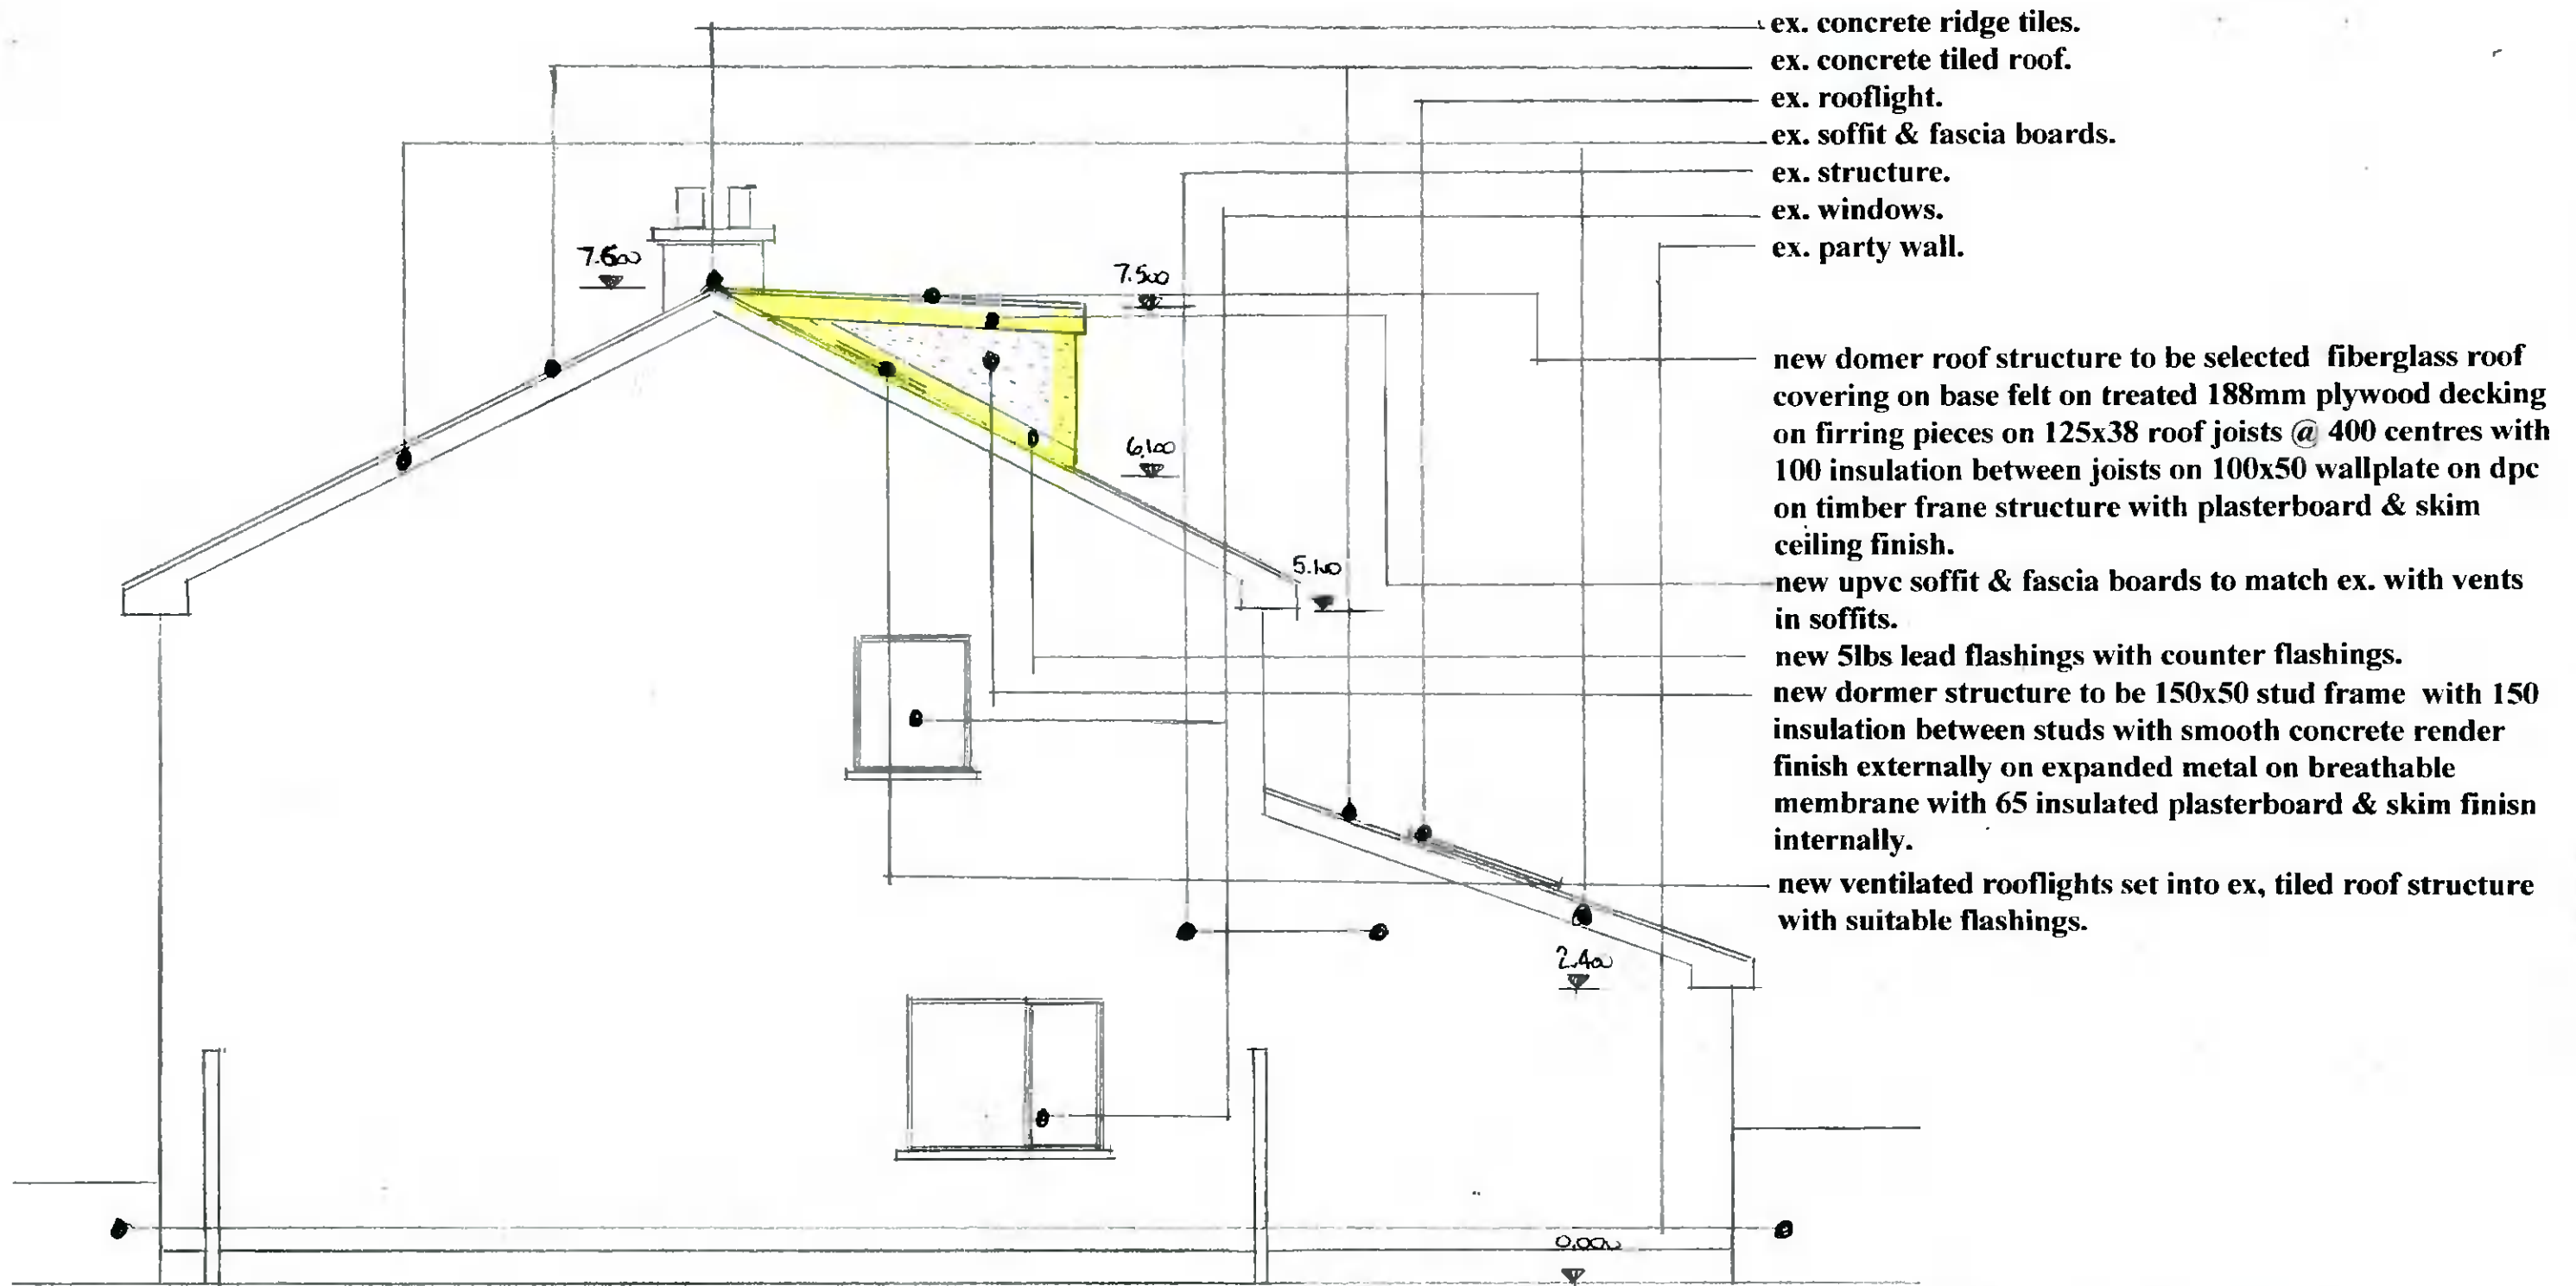 ex. concrete ridge tiles.
ex. concrete tiled roof.
ex. rooflight.
ex. soffit & fascia boards.
ex. structure.
ex. windows.
ex. party wall.
7.600
7.500
6.100
5.100
2.400
0.000
new domer roof structure to be selected fiberglass roof
covering on base felt on treated 188mm plywood decking
on firring pieces on 125x38 roof joists @ 400 centres with
100 insulation between joists on 100x50 wallplate on dpc
on timber frane structure with plasterboard & skim
ceiling finish.
new upvc soffit & fascia boards to match ex. with vents
in soffits.
new 5lbs lead flashings with counter flashings.
new dormer structure to be 150x50 stud frame with 150
insulation between studs with smooth concrete render
finish externally on expanded metal on breathable
membrane with 65 insulated plasterboard & skim finisn
internally.
new ventilated rooflights set into ex, tiled roof structure
with suitable flashings.